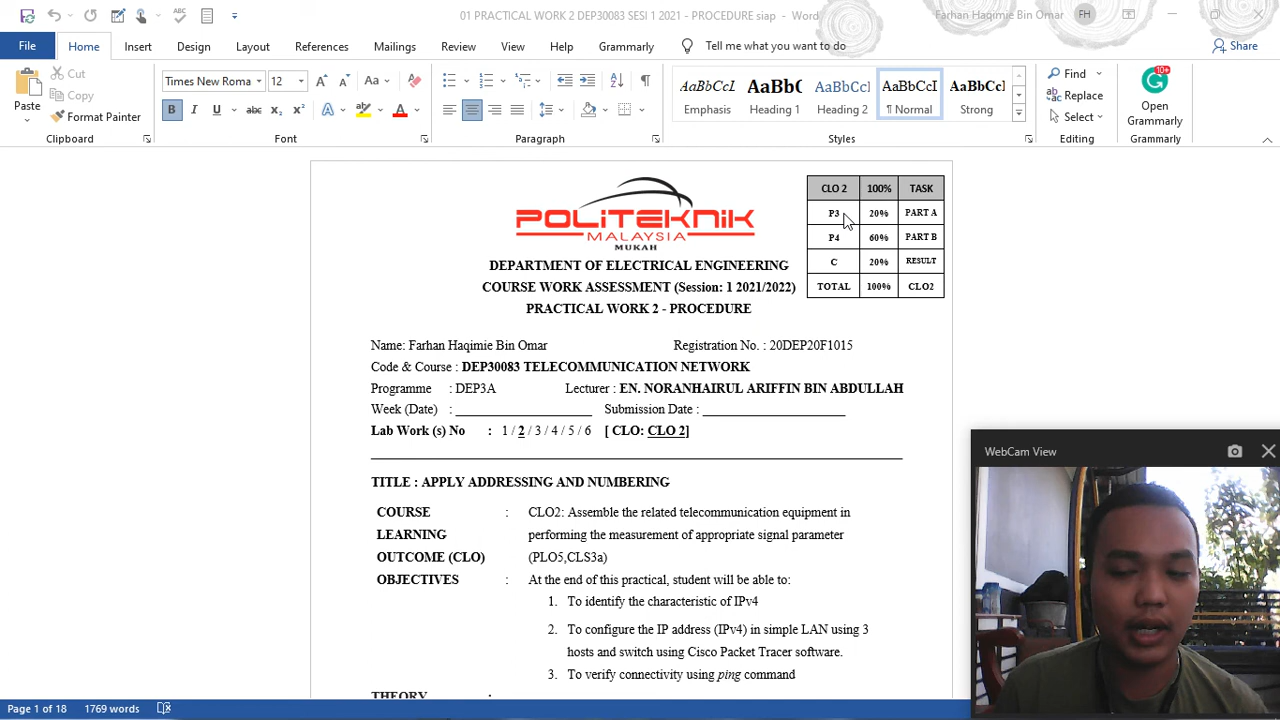 01 PRACTICAL WORK 2 DEP30083 SESI 1 2021 - PROCEDURE siap - Word
Farhan Haqimie Bin Omar FH
File Home Insert Design Layout References Mailings Review View Help Grammarly Tell me what you want to do Share
Paste
Cut
Copy
Format Painter
Clipboard
Times New Roma 12
Aa
B I U abc x₂ x² A A
Font
Paragraph
AaBbCcI AaBb( AaBbCcI AaBbCcI AaBbCcI
Emphasis Heading 1 Heading 2 ¶ Normal Strong
Styles
Find
Replace
Select
Editing
10+
Open
Grammarly
Grammarly
POLITEKNIK
MALAYSIA
MUKAH
CLO 2 100% TASK
P3 20% PART A
P4 60% PART B
C 20% RESULT
TOTAL 100% CLO2
DEPARTMENT OF ELECTRICAL ENGINEERING
COURSE WORK ASSESSMENT (Session: 1 2021/2022)
PRACTICAL WORK 2 - PROCEDURE
Name: Farhan Haqimie Bin Omar Registration No. : 20DEP20F1015
Code & Course : DEP30083 TELECOMMUNICATION NETWORK
Programme : DEP3A Lecturer : EN. NORANHAIRUL ARIFFIN BIN ABDULLAH
Week (Date) : Submission Date :
Lab Work (s) No : 1 / 2 / 3 / 4 / 5 / 6 [ CLO: CLO 2]
TITLE : APPLY ADDRESSING AND NUMBERING
COURSE : CLO2: Assemble the related telecommunication equipment in
LEARNING performing the measurement of appropriate signal parameter
OUTCOME (CLO) (PLO5,CLS3a)
OBJECTIVES : At the end of this practical, student will be able to:
1. To identify the characteristic of IPv4
2. To configure the IP address (IPv4) in simple LAN using 3
hosts and switch using Cisco Packet Tracer software.
3. To verify connectivity using ping command
THEORY :
WebCam View
Page 1 of 18 1769 words